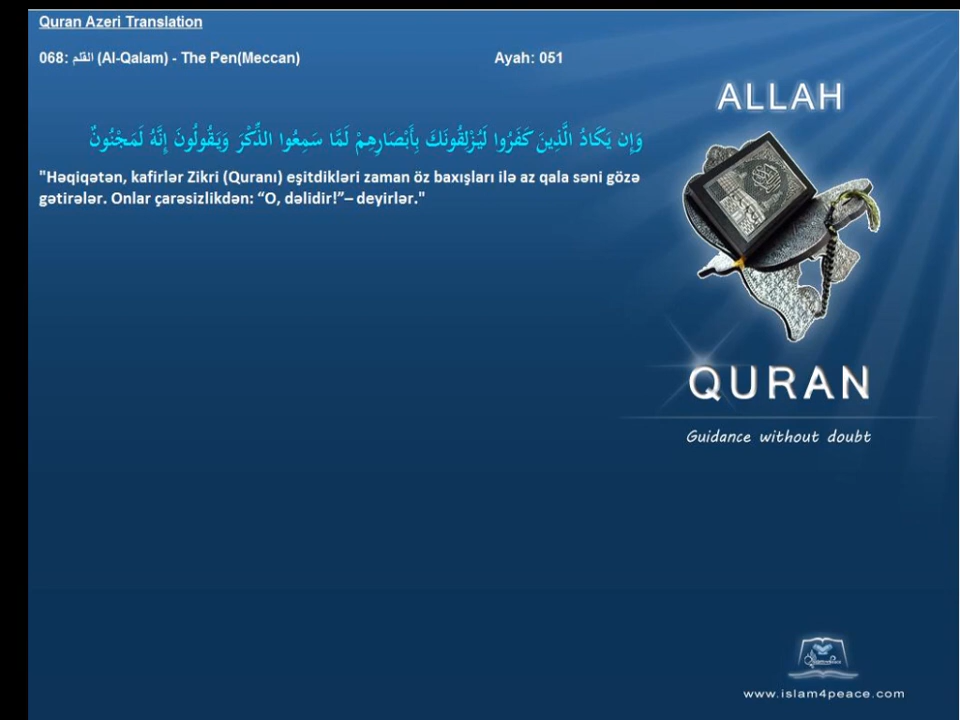 Quran Azeri Translation
068: القلم (Al-Qalam) - The Pen(Meccan) Ayah: 051
وَإِن يَكَادُ الَّذِينَ كَفَرُوا لَيُزْلِقُونَكَ بِأَبْصَارِهِمْ لَمَّا سَمِعُوا الذِّكْرَ وَيَقُولُونَ إِنَّهُ لَمَجْنُونٌ
"Həqiqətən, kafirlər Zikri (Quranı) eşitdikləri zaman öz baxışları ilə az qala səni gözə
gətirələr. Onlar çarəsizlikdən: “O, dəlidir!”– deyirlər."
ALLAH
QURAN
Guidance without doubt
www.islam4peace.com